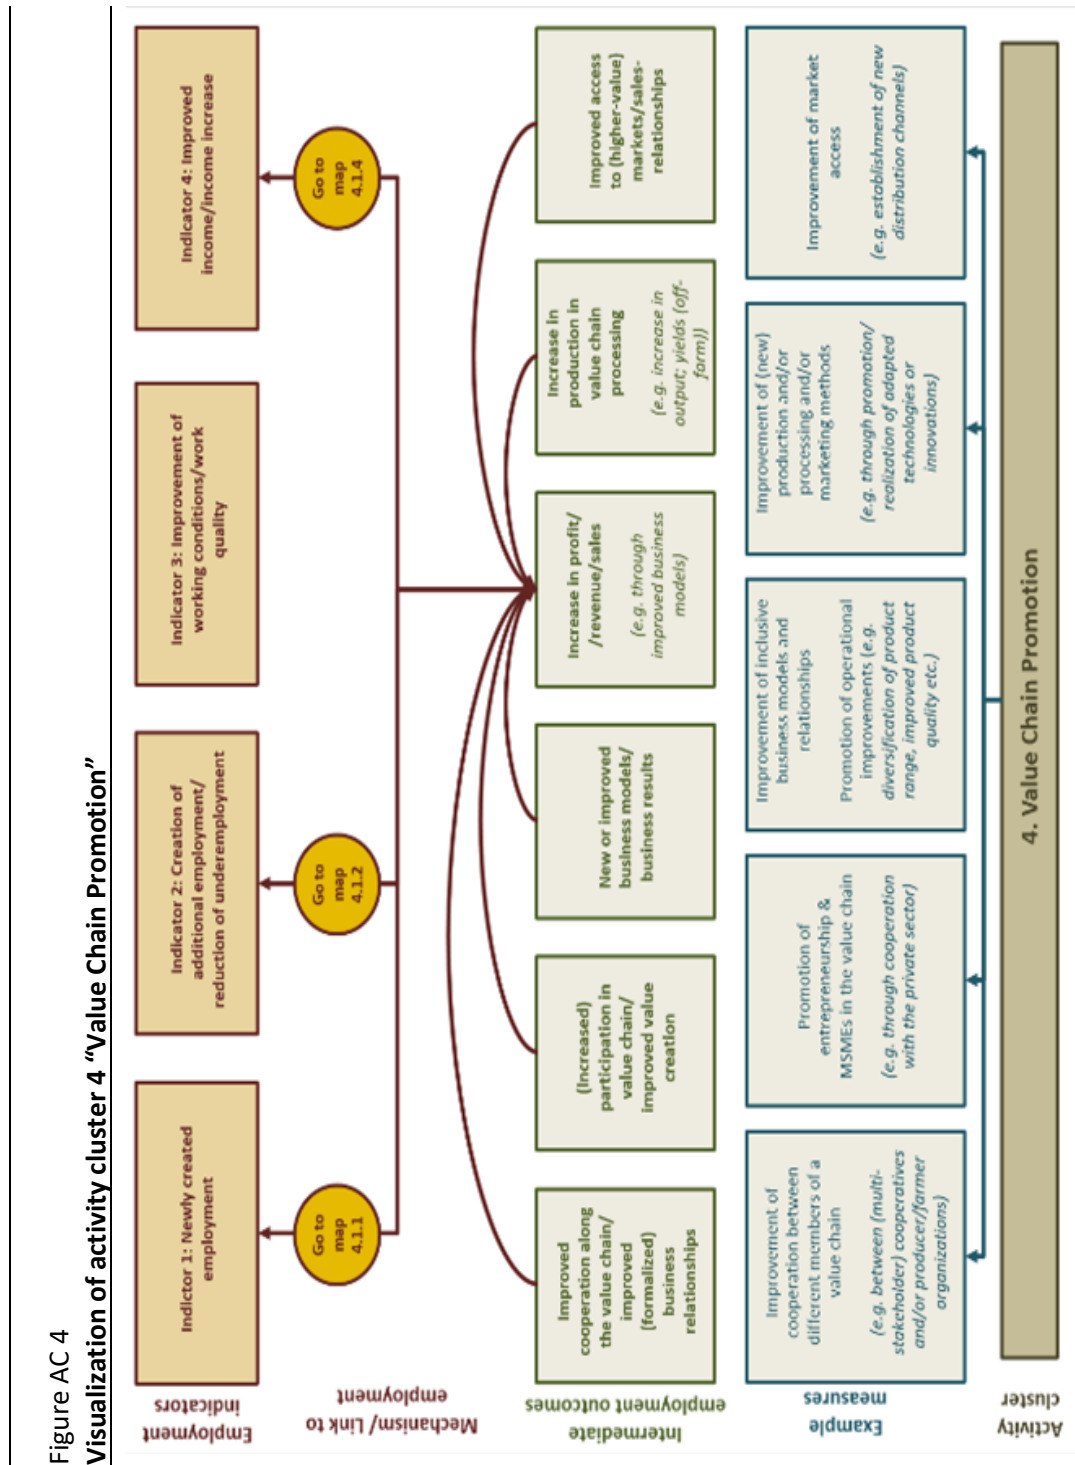 Figure AC 4
Visualization of activity cluster 4 “Value Chain Promotion”
Employment
indicators
Indictor 1: Newly created
employment
Indicator 2: Creation of
additional employment/
reduction of underemployment
Indicator 3: Improvement of
working conditions/work
quality
Indicator 4: Improved
income/income increase
Mechanism/ Link to
employment
Go to
map
4.1.1
Go to
map
4.1.2
Go to
map
4.1.4
Intermediate
employment outcomes
Improved
cooperation along
the value chain/
improved
(formalized)
business
relationships
(Increased)
participation in
value chain/
improved value
creation
New or improved
business models/
business results
Increase in profit/
/revenue/sales
(e.g. through
improved business
models)
Increase in
production in
value chain
processing
(e.g. increase in
output; yields (off-
farm))
Improved access
to (higher-value)
markets/sales-
relationships
Example
measures
Improvement of
cooperation between
different members of a
value chain
(e.g. between (multi-
stakeholder) cooperatives
and/or producer/farmer
organizations)
Promotion of
entrepreneurship &
MSMEs in the value chain
(e.g. through cooperation
with the private sector)
Improvement of inclusive
business models and
relationships
Promotion of operational
improvements (e.g.
diversification of product
range, improved product
quality etc.)
Improvement of (new)
production and/or
processing and/or
marketing methods
(e.g. through promotion/
realization of adapted
technologies or
innovations)
Improvement of market
access
(e.g. establishment of new
distribution channels)
Activity
cluster
4. Value Chain Promotion